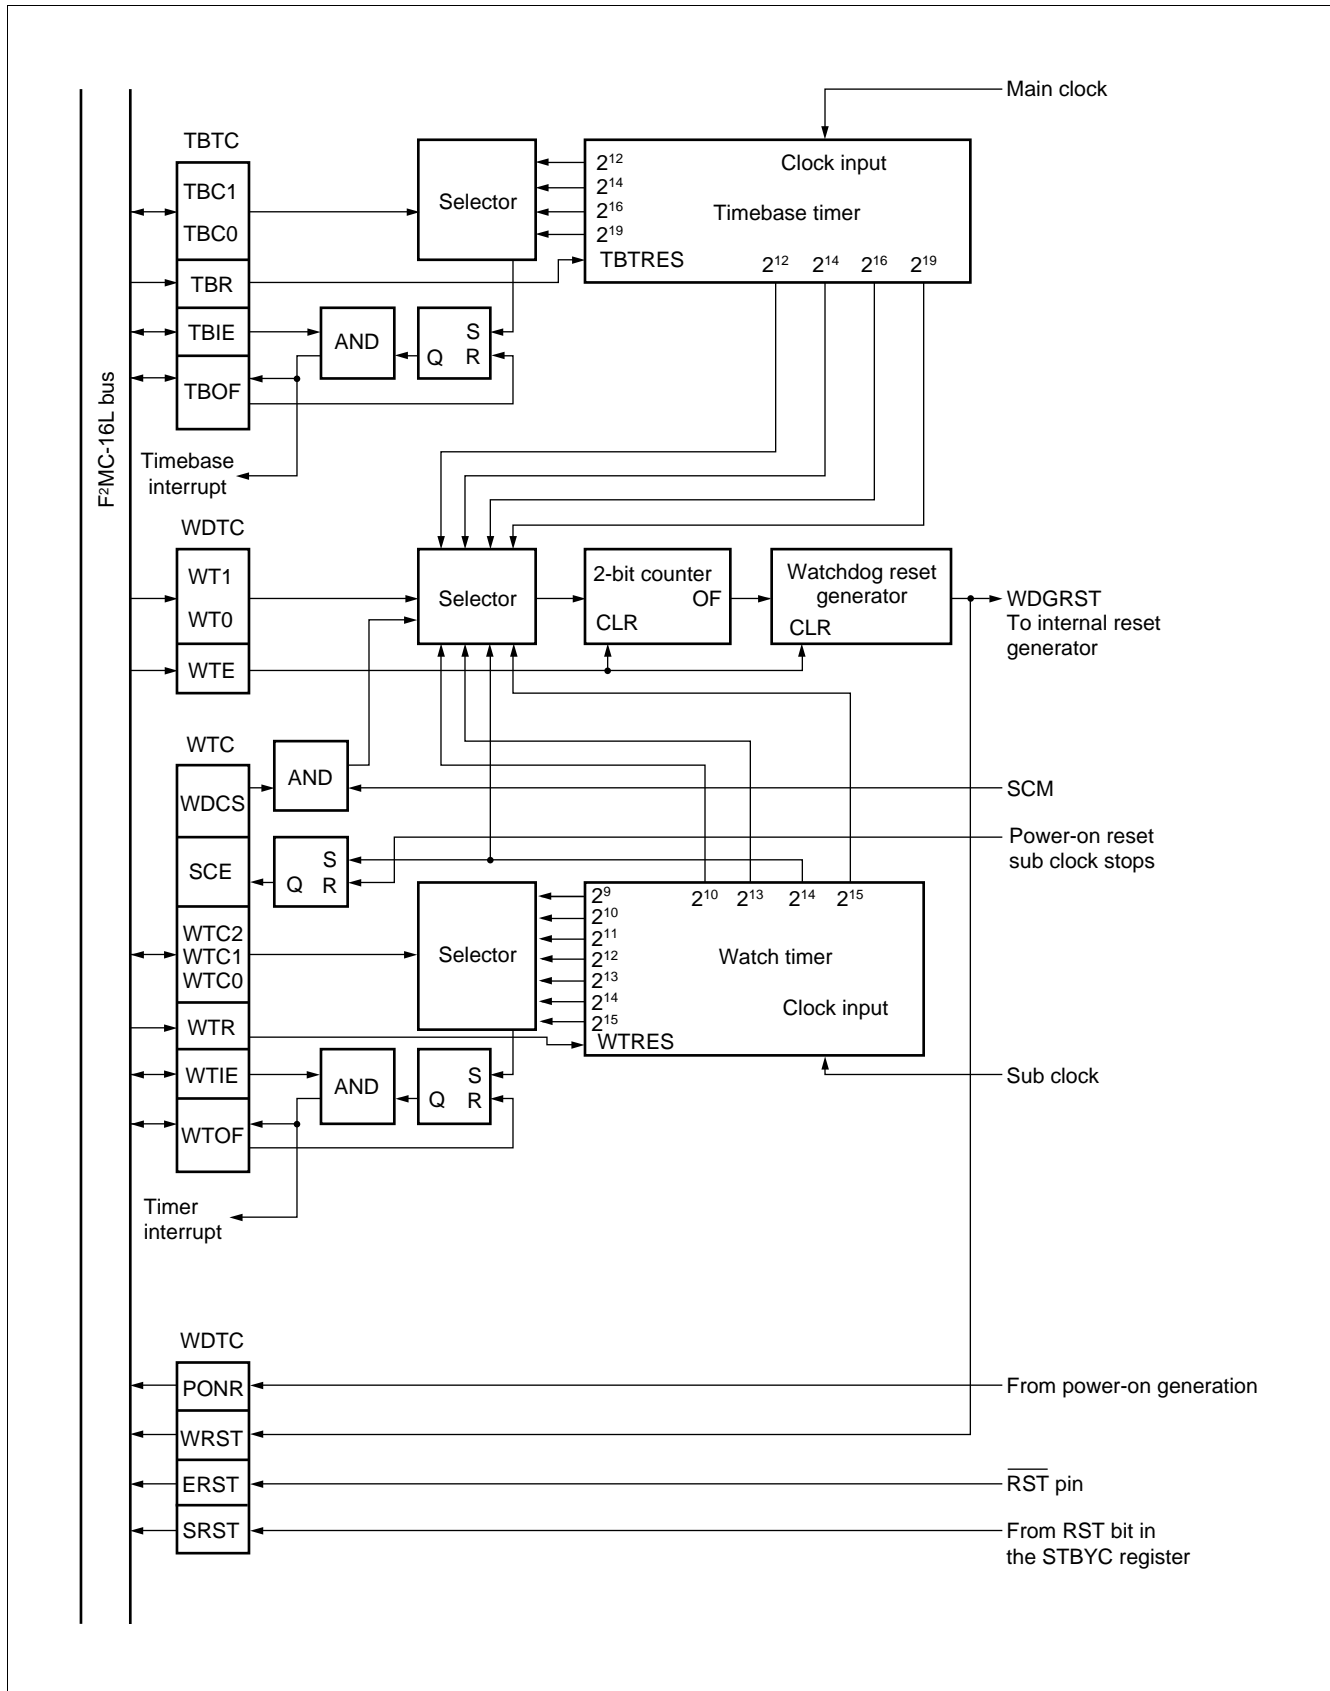 Main clock
TBTC
TBC1
TBC0
TBR
TBIE
TBOF
Selector
2¹²
2¹⁴
2¹⁶
2¹⁹
TBTRES
Clock input
Timebase timer
2¹² 2¹⁴ 2¹⁶ 2¹⁹
AND
S
Q R
F²MC-16L bus
Timebase
interrupt
WDTC
WT1
WT0
WTE
Selector
2-bit counter
OF
CLR
Watchdog reset
generator
CLR
WDGRST
To internal reset
generator
WTC
WDCS
AND
SCM
SCE
S
Q R
Power-on reset
sub clock stops
WTC2
WTC1
WTC0
Selector
2⁹
2¹⁰
2¹¹
2¹²
2¹³
2¹⁴
2¹⁵
WTRES
2¹⁰ 2¹³ 2¹⁴ 2¹⁵
Watch timer
Clock input
WTR
WTIE
WTOF
AND
S
Q R
Sub clock
Timer
interrupt
WDTC
PONR
From power-on generation
WRST
ERST
RST pin
SRST
From RST bit in
the STBYC register